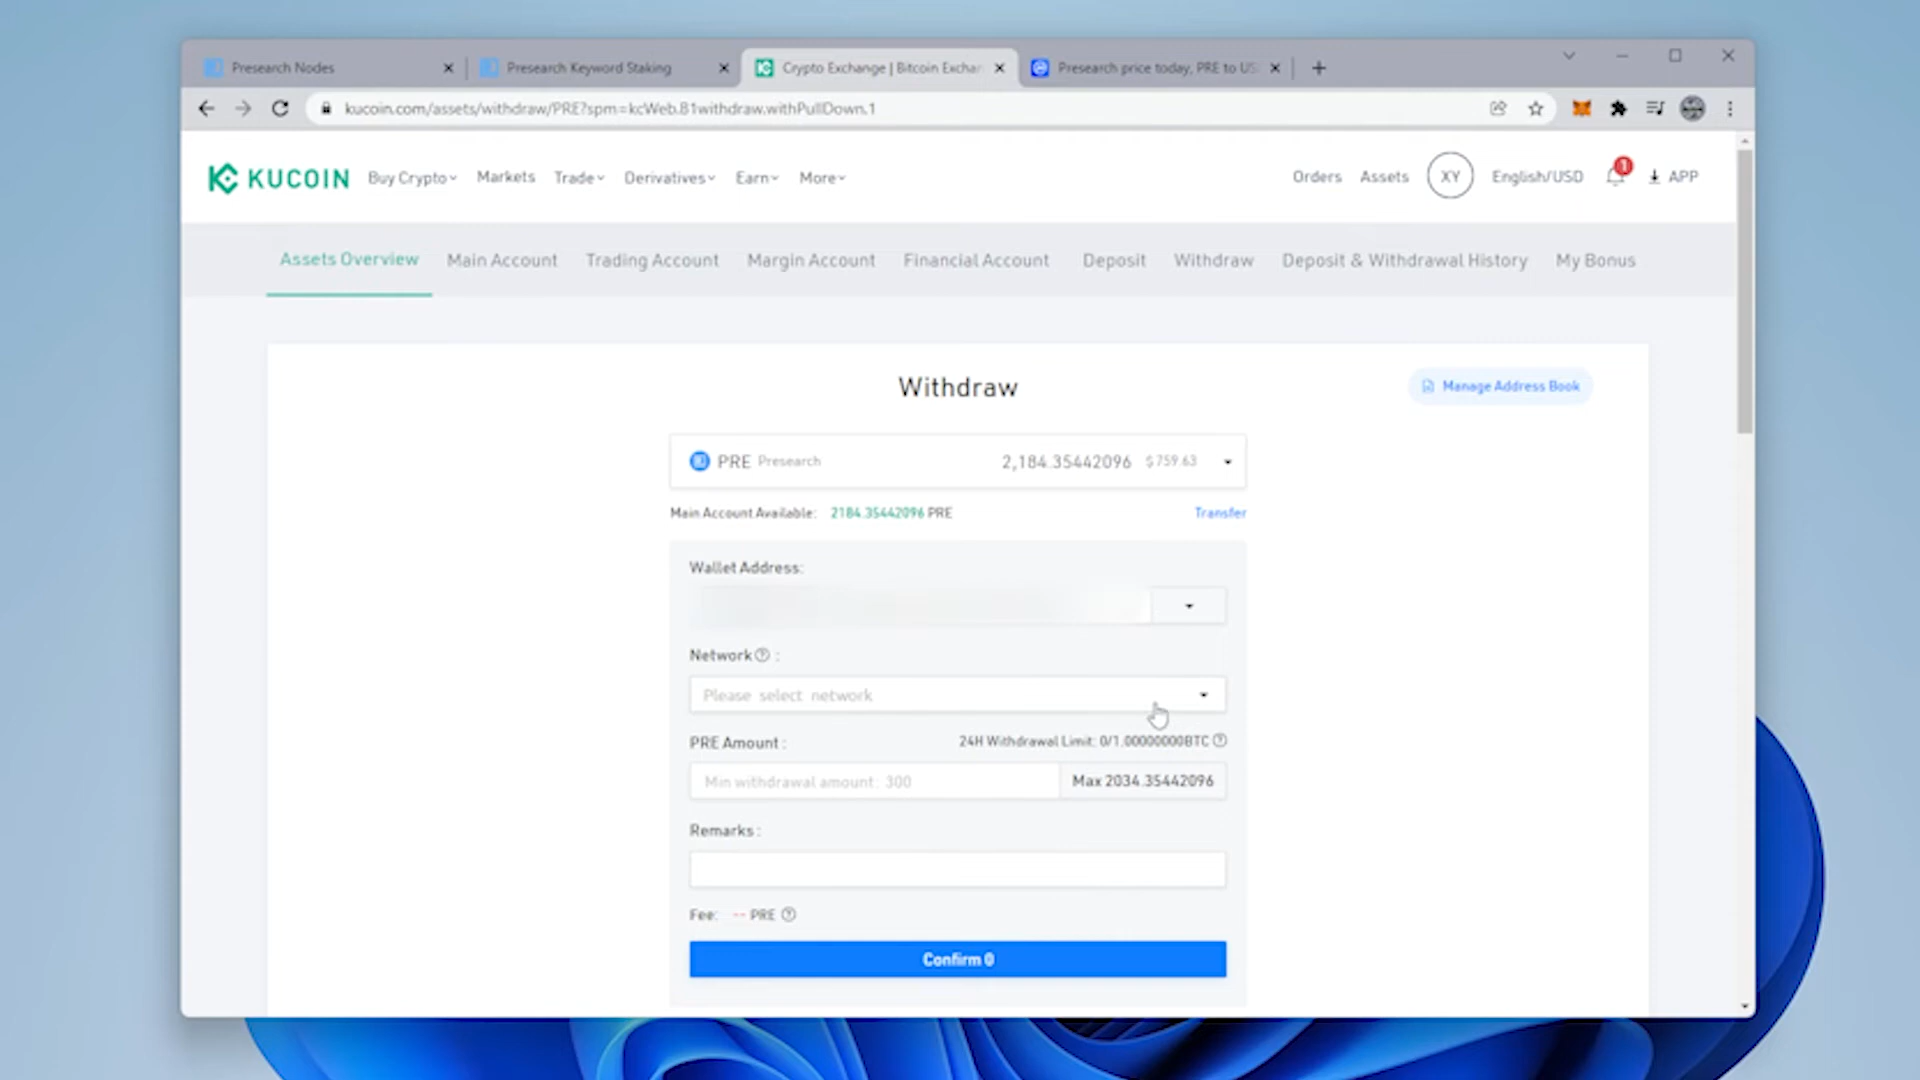 Presearch Nodes
Presearch Keyword Staking
Crypto Exchange | Bitcoin Exchan
Presearch price today, PRE to US
kucoin.com/assets/withdraw/PRE?spm=kcWeb.B1withdraw.withPullDown.1
KUCOIN
Buy Crypto
Markets
Trade
Derivatives
Earn
More
Orders
Assets
XY
English/USD
1
APP
Assets Overview
Main Account
Trading Account
Margin Account
Financial Account
Deposit
Withdraw
Deposit & Withdrawal History
My Bonus
Withdraw
Manage Address Book
PRE Presearch 2,184.35442096 $759.63
Main Account Available: 2184.35442096 PRE
Transfer
Wallet Address:
Network ? :
Please select network
PRE Amount :
24H Withdrawal Limit: 0/1.00000000BTC ?
Min withdrawal amount: 300
Max 2034.35442096
Remarks :
Fee: -- PRE ?
Confirm 0